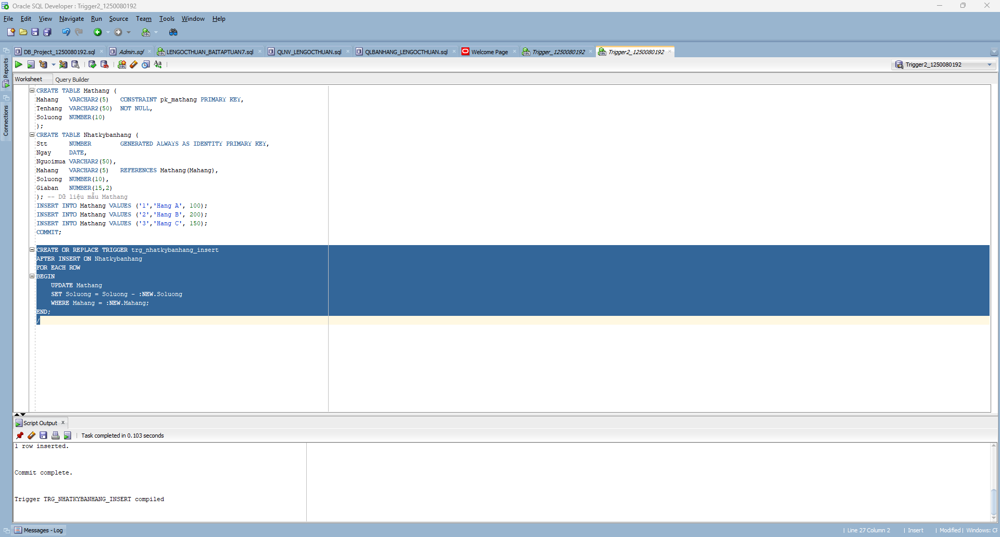 Oracle SQL Developer : Trigger2_1250080192
File Edit View Navigate Run Source Team Tools Window Help
DB_Project_1250080192.sql Admin.sql LENGOCTHUAN_BAITAPTUAN7.sql QLNV_LENGOCTHUAN.sql QLBANHANG_LENGOCTHUAN.sql Welcome Page Trigger_1250080192 Trigger2_1250080192
Trigger2_1250080192
Reports
Connections
Worksheet Query Builder
CREATE TABLE Mathang (
Mahang VARCHAR2(5) CONSTRAINT pk_mathang PRIMARY KEY,
Tenhang VARCHAR2(50) NOT NULL,
Soluong NUMBER(10)
);
CREATE TABLE Nhatkybanhang (
Stt NUMBER GENERATED ALWAYS AS IDENTITY PRIMARY KEY,
Ngay DATE,
Nguoimua VARCHAR2(50),
Mahang VARCHAR2(5) REFERENCES Mathang(Mahang),
Soluong NUMBER(10),
Giaban NUMBER(15,2)
); -- Dữ liệu mẫu Mathang
INSERT INTO Mathang VALUES ('1','Hang A', 100);
INSERT INTO Mathang VALUES ('2','Hang B', 200);
INSERT INTO Mathang VALUES ('3','Hang C', 150);
COMMIT;
CREATE OR REPLACE TRIGGER trg_nhatkybanhang_insert
AFTER INSERT ON Nhatkybanhang
FOR EACH ROW
BEGIN
UPDATE Mathang
SET Soluong = Soluong - :NEW.Soluong
WHERE Mahang = :NEW.Mahang;
END;
/
Script Output
Task completed in 0.103 seconds
1 row inserted.
Commit complete.
Trigger TRG_NHATKYBANHANG_INSERT compiled
Messages - Log
Line 27 Column 2 | Insert | Modified | Windows: CF